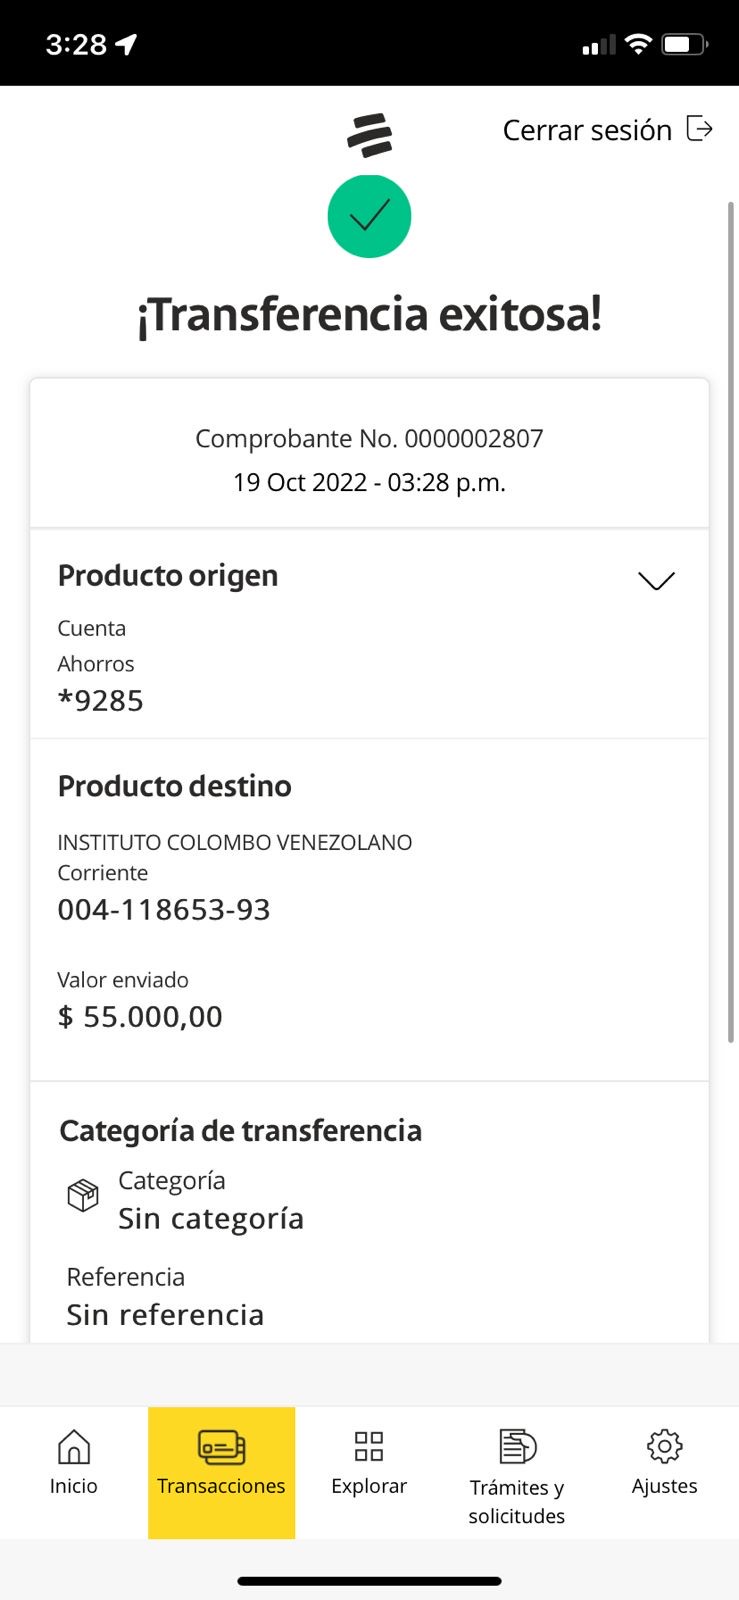 3:28
Cerrar sesión
¡Transferencia exitosa!
Comprobante No. 0000002807
19 Oct 2022 - 03:28 p.m.
Producto origen
Cuenta
Ahorros
*9285
Producto destino
INSTITUTO COLOMBO VENEZOLANO
Corriente
004-118653-93
Valor enviado
$ 55.000,00
Categoría de transferencia
Categoría
Sin categoría
Referencia
Sin referencia
Inicio
Transacciones
Explorar
Trámites y
solicitudes
Ajustes